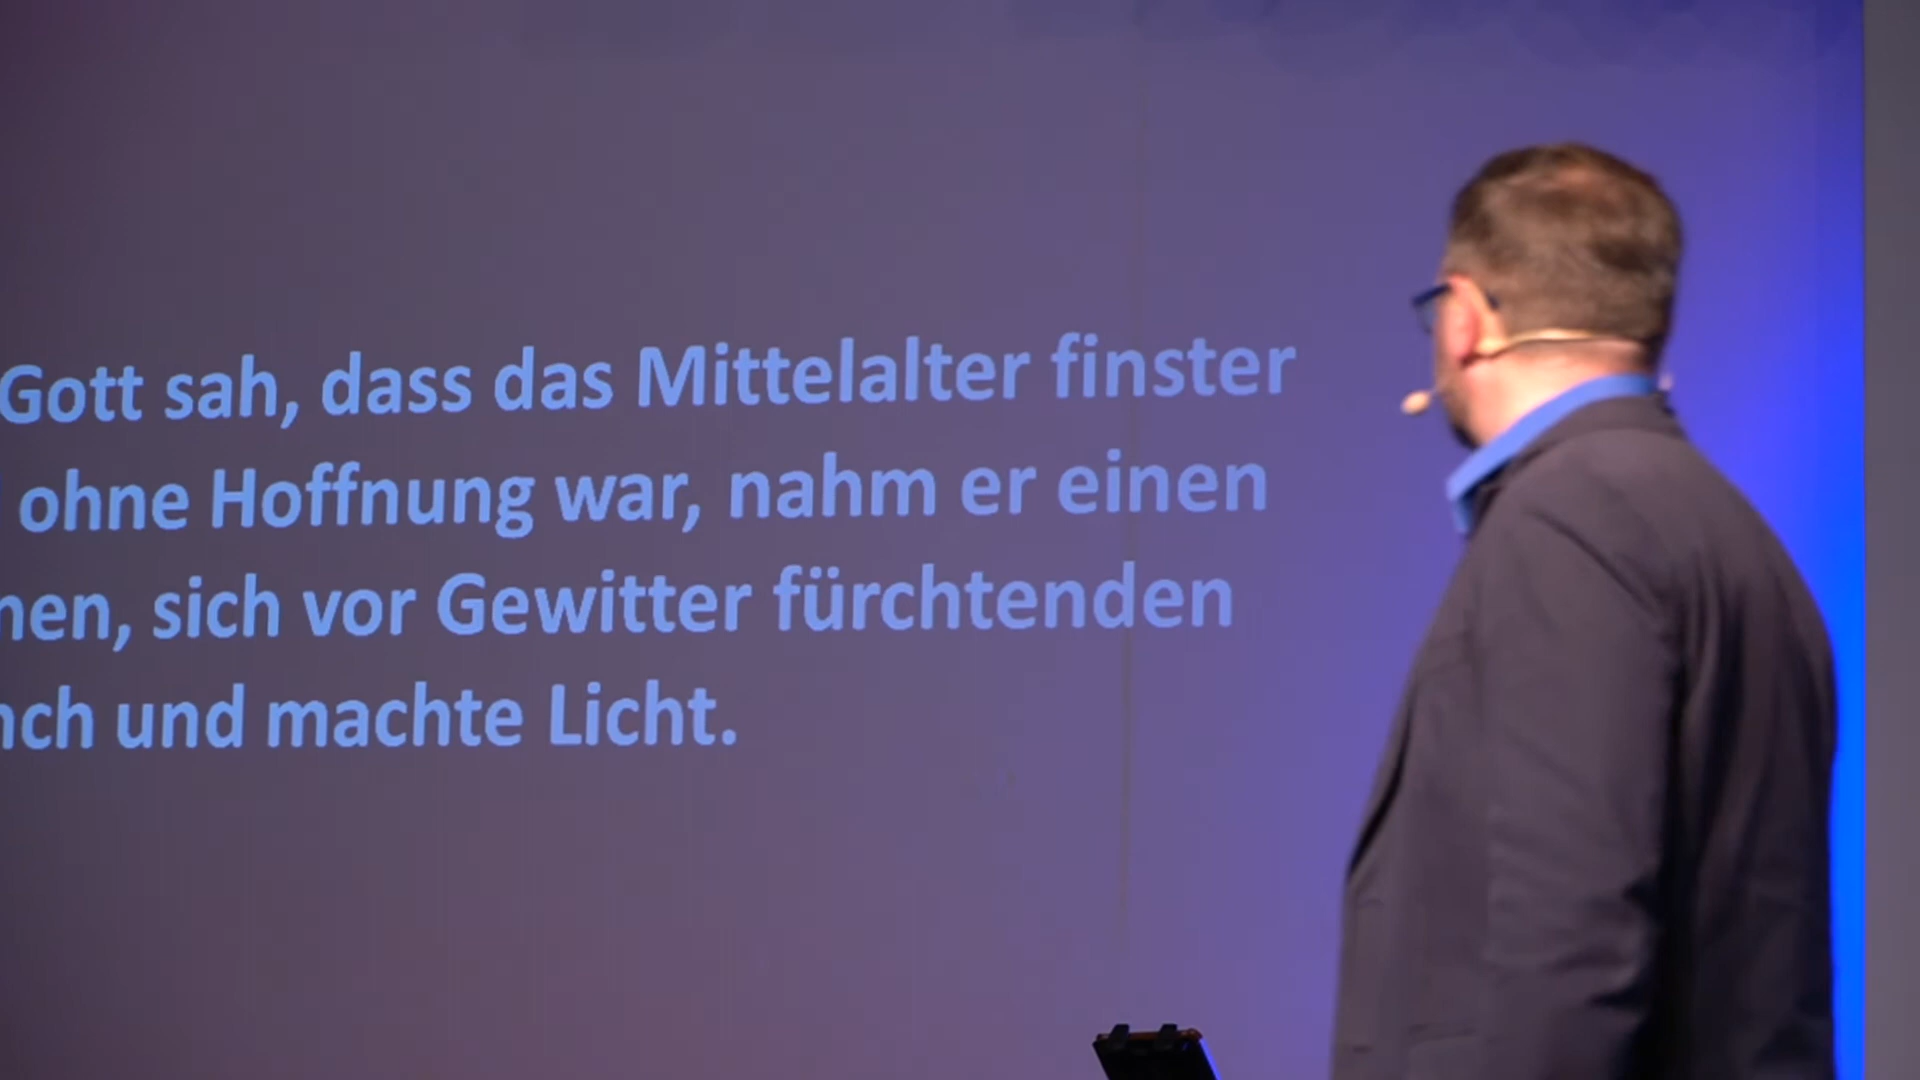 Gott sah, dass das Mittelalter finster
ohne Hoffnung war, nahm er einen
nen, sich vor Gewitter fürchtenden
nch und machte Licht.